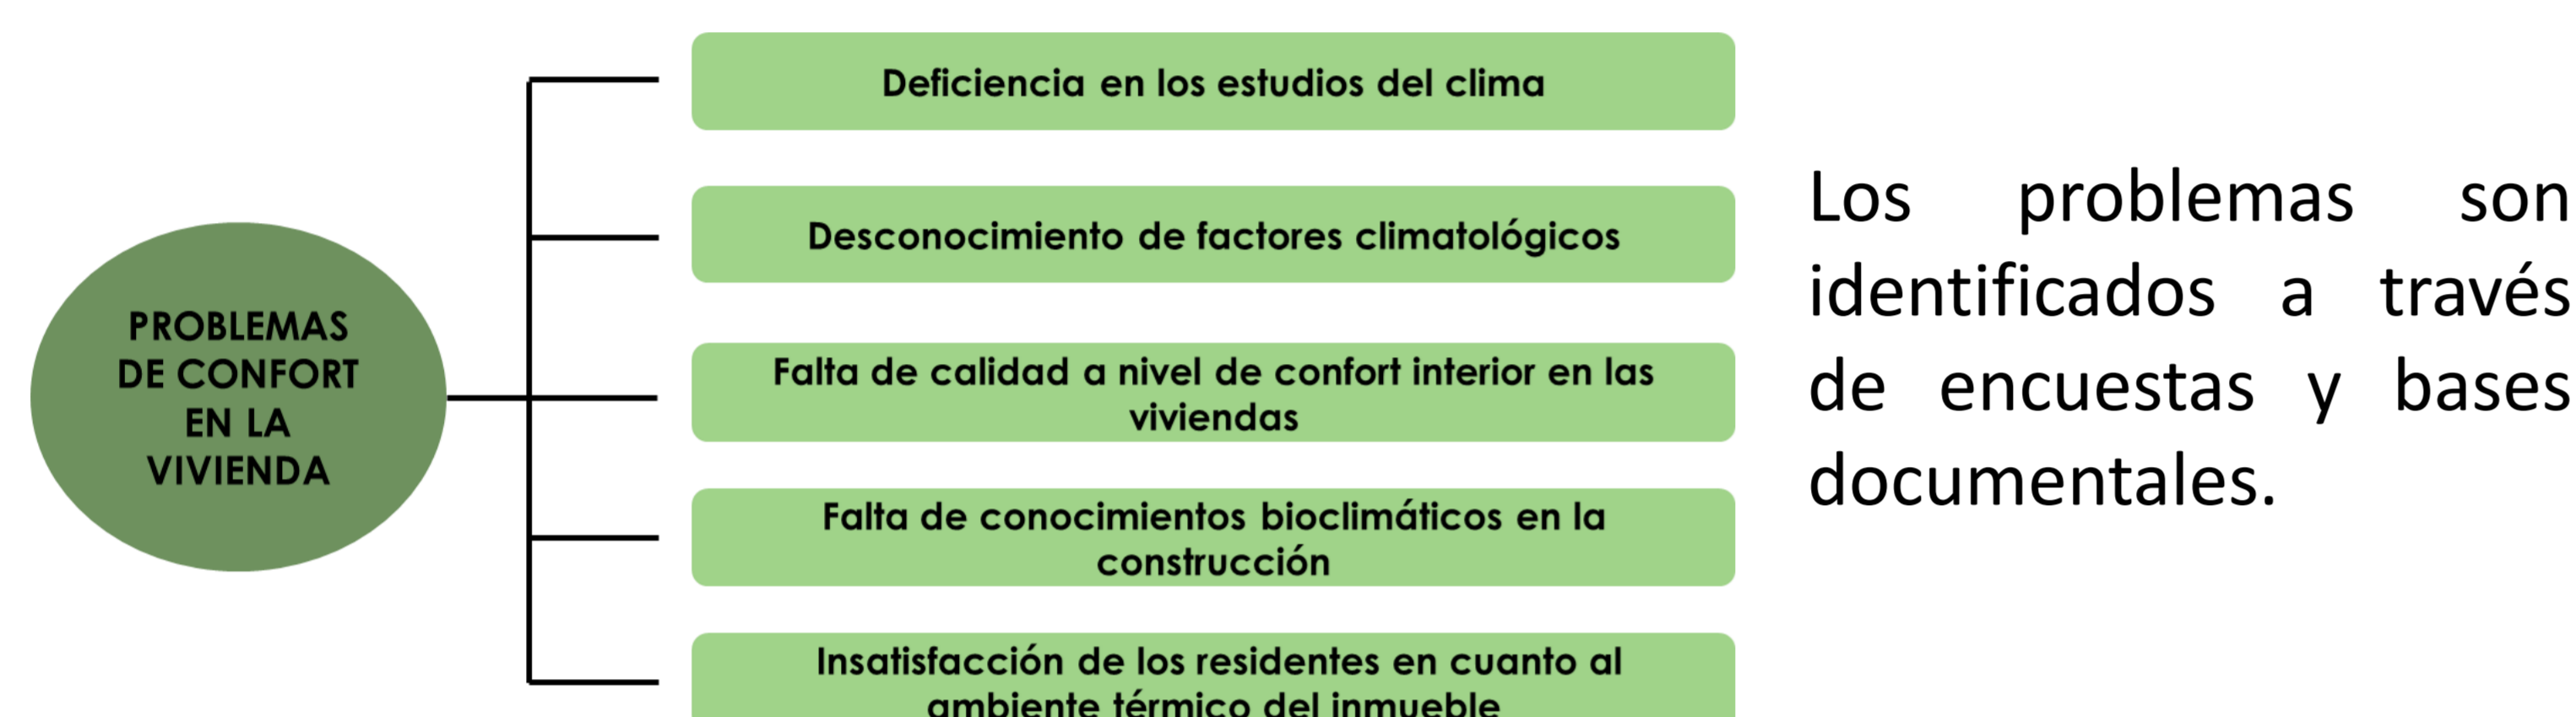 PROBLEMAS
DE CONFORT
EN LA
VIVIENDA
Deficiencia en los estudios del clima
Desconocimiento de factores climatológicos
Falta de calidad a nivel de confort interior en las
viviendas
Falta de conocimientos bioclimáticos en la
construcción
Insatisfacción de los residentes en cuanto al
ambiente térmico del inmueble
Los problemas son
identificados a través
de encuestas y bases
documentales.